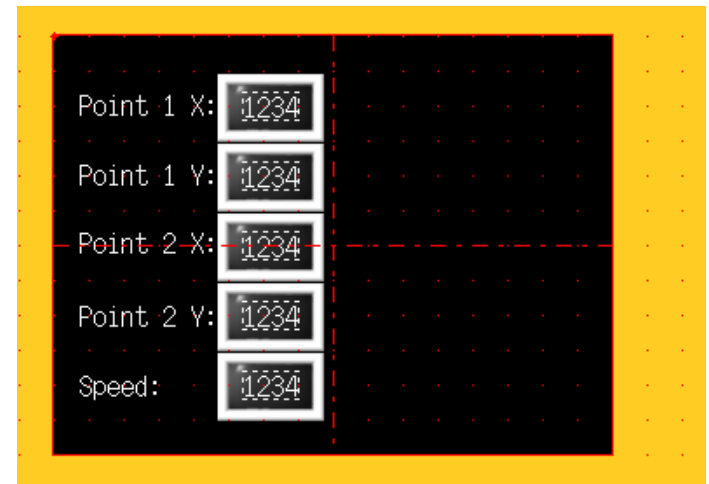 Point 1 X: 1234
Point 1 Y: 1234
Point 2 X: 1234
Point 2 Y: 1234
Speed: 1234